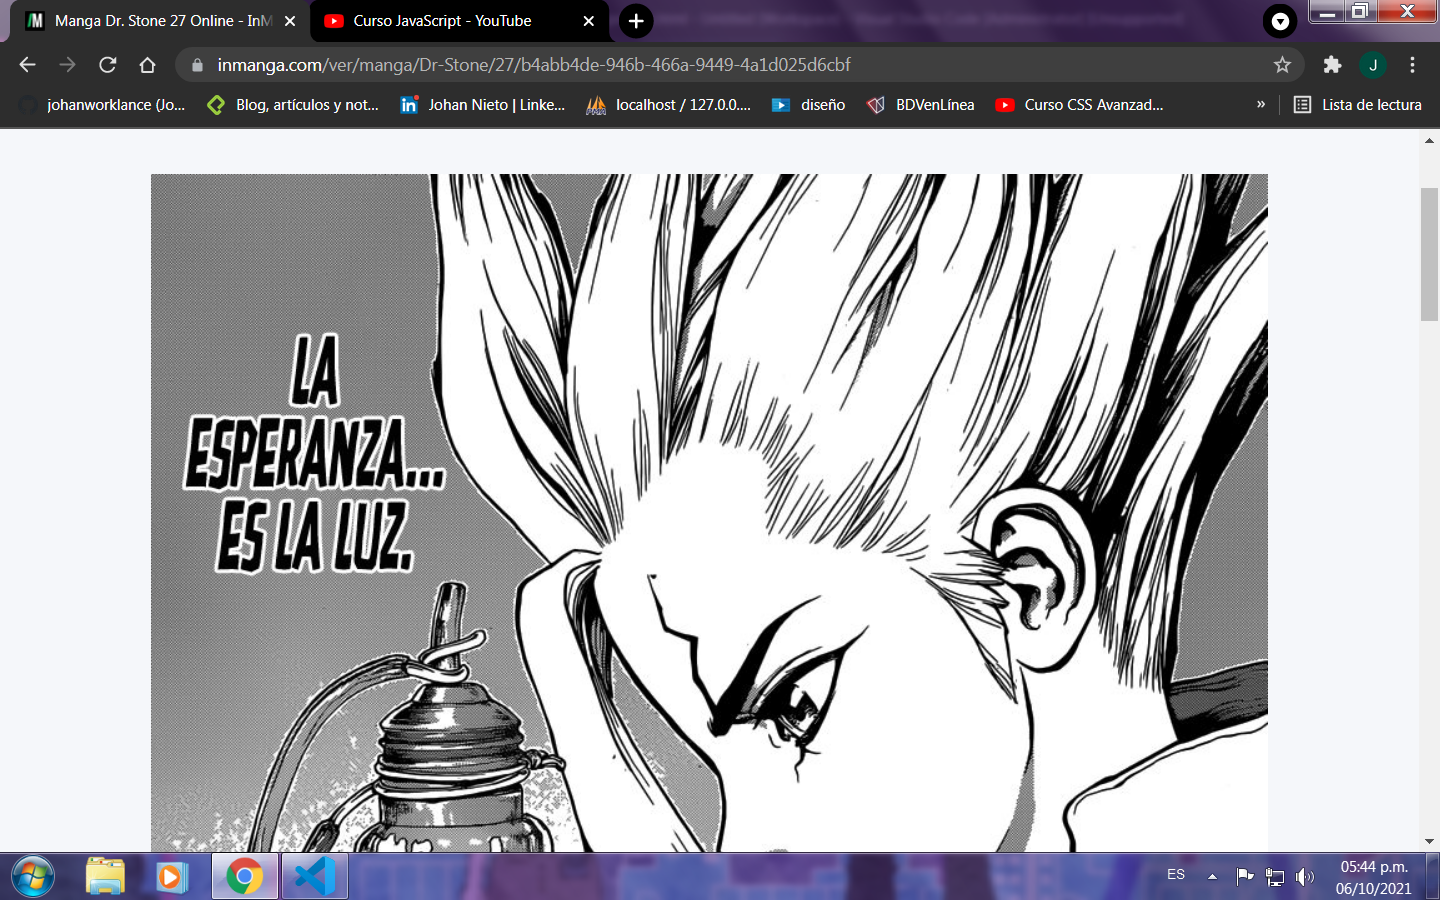 Manga Dr. Stone 27 Online - InM
Curso JavaScript - YouTube
inmanga.com/ver/manga/Dr-Stone/27/b4abb4de-946b-466a-9449-4a1d025d6cbf
J
johanworklance (Jo...
Blog, artículos y not...
Johan Nieto | Linke...
localhost / 127.0.0....
diseño
BDVenLínea
Curso CSS Avanzad...
»
Lista de lectura
LA
ESPERANZA...
ES LA LUZ.
ES
05:44 p.m.
06/10/2021